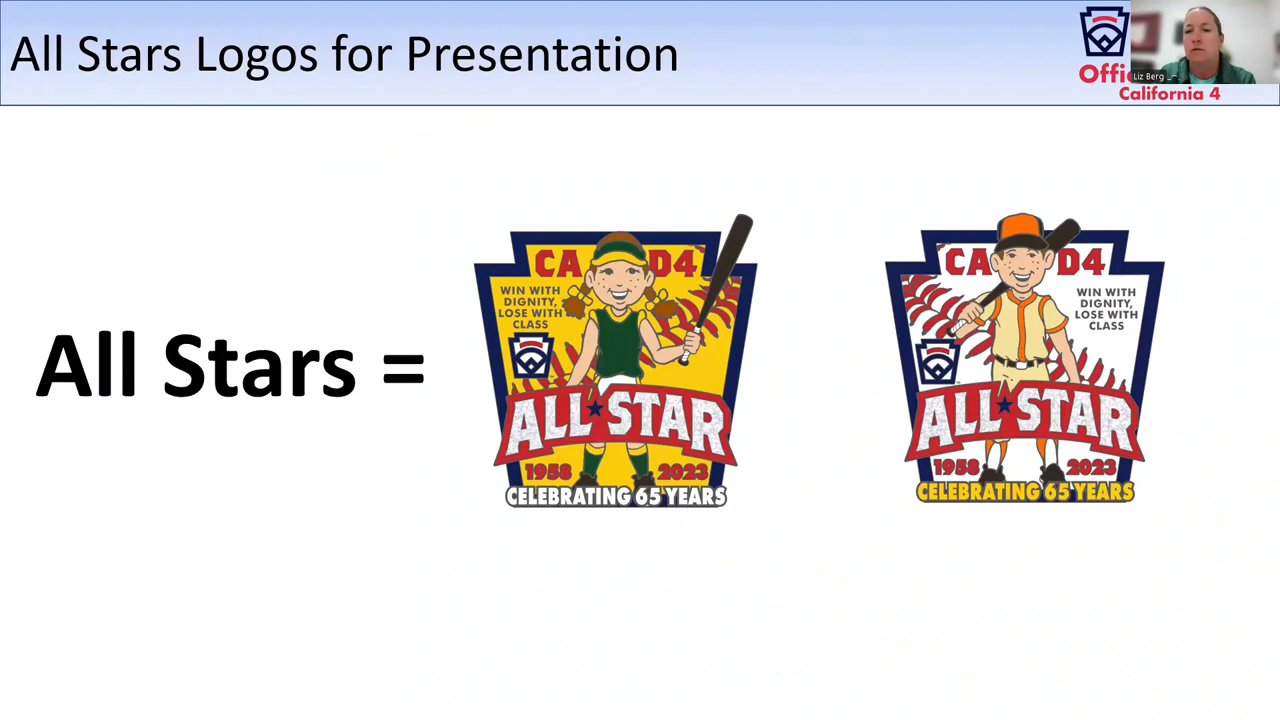 All Stars Logos for Presentation
Liz Berg
California 4
All Stars =
CA D4
WIN WITH
DIGNITY,
LOSE WITH
CLASS
ALL STAR
1958 2023
CELEBRATING 65 YEARS
CA D4
WIN WITH
DIGNITY,
LOSE WITH
CLASS
ALL STAR
1958 2023
CELEBRATING 65 YEARS